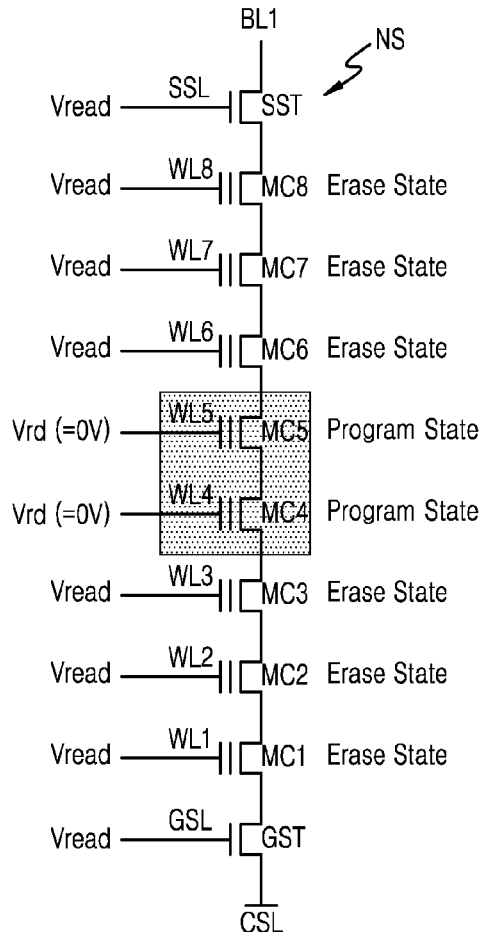 BL1
NS
Vread SSL SST
Vread WL8 MC8 Erase State
Vread WL7 MC7 Erase State
Vread WL6 MC6 Erase State
Vrd (=0V) WL5 MC5 Program State
Vrd (=0V) WL4 MC4 Program State
Vread WL3 MC3 Erase State
Vread WL2 MC2 Erase State
Vread WL1 MC1 Erase State
Vread GSL GST
CSL